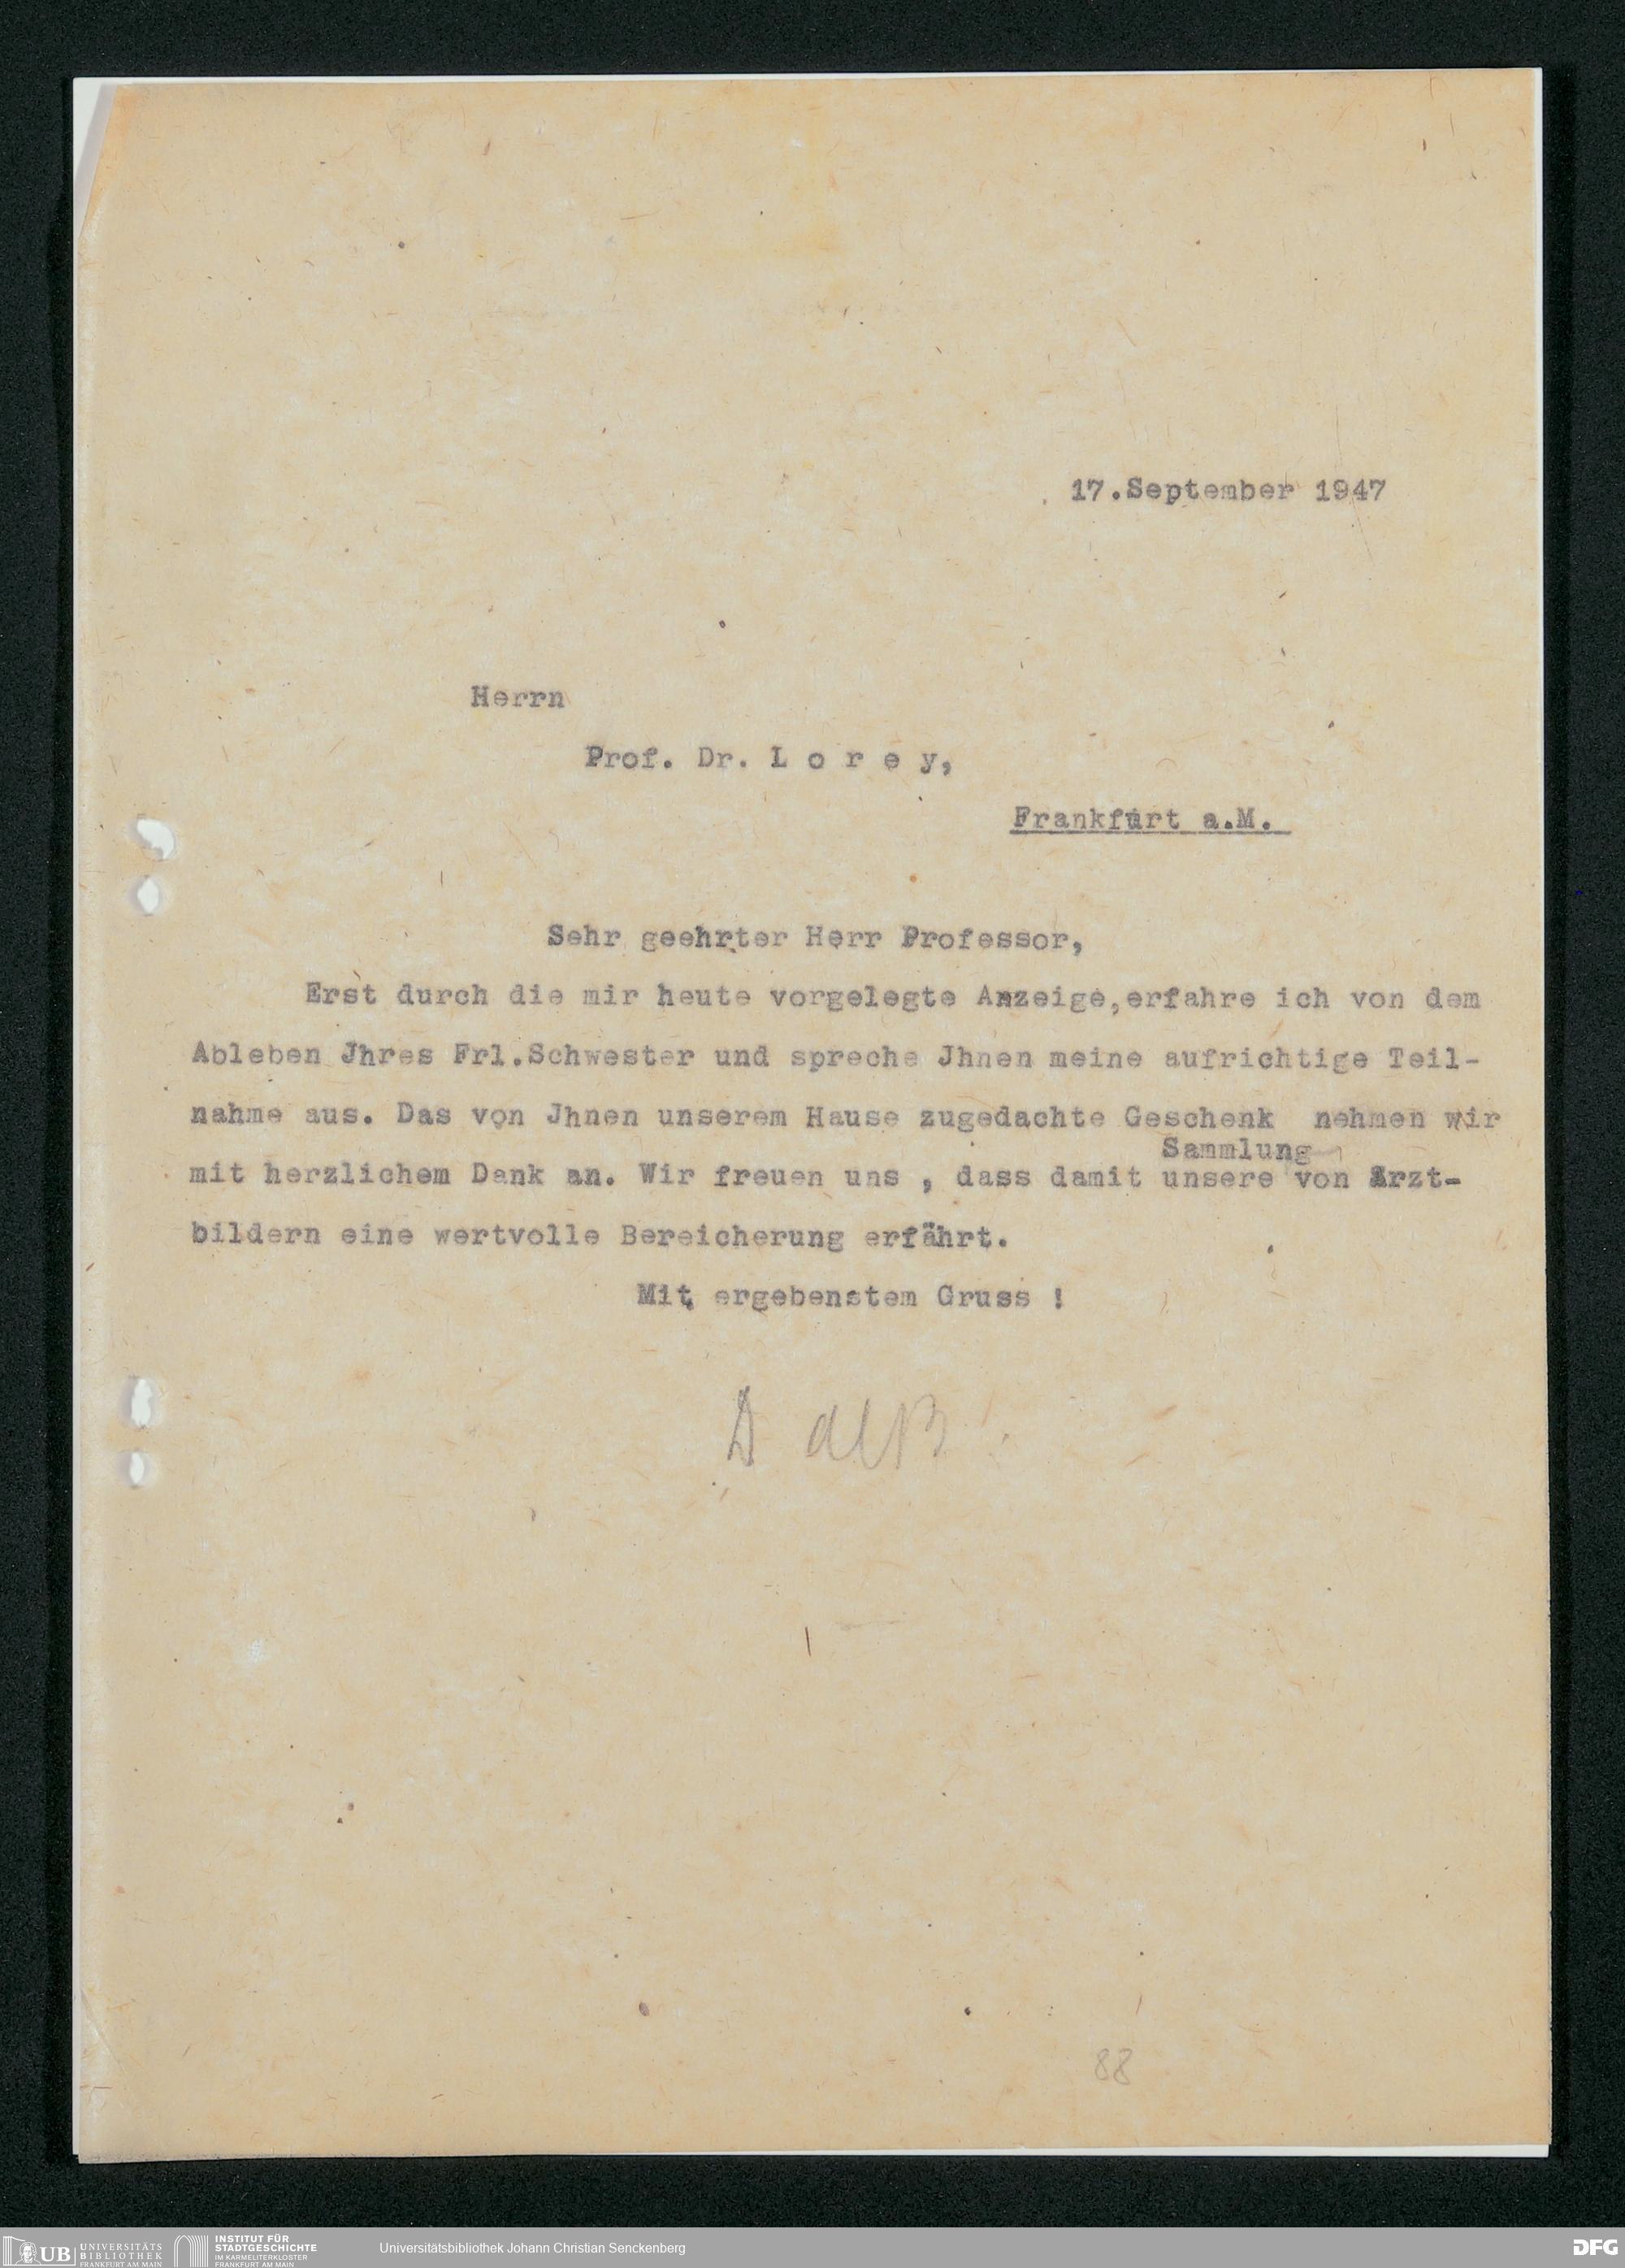 17.September 1947
Herrn
Prof. Dr. L o r e y,
Frankfurt a.M.
Sehr geehrter Herr Professor,
Erst durch die mir heute vorgelegte Anzeige,erfahre ich von dem
Ableben Jhres Frl.Schwester und spreche Jhnen meine aufrichtige Teil-
nahme aus. Das von Jhnen unserem Hause zugedachte Geschenk nehmen wir
Sammlung
mit herzlichem Dank an. Wir freuen uns , dass damit unsere von Arzt-
bildern eine wertvolle Bereicherung erfährt.
Mit ergebenstem Gruss !
88
UB UNIVERSITÄTS
BIBLIOTHEK
FRANKFURT AM MAIN
INSTITUT FÜR
STADTGESCHICHTE
IM KARMELITERKLOSTER
FRANKFURT AM MAIN
Universitätsbibliothek Johann Christian Senckenberg
DFG